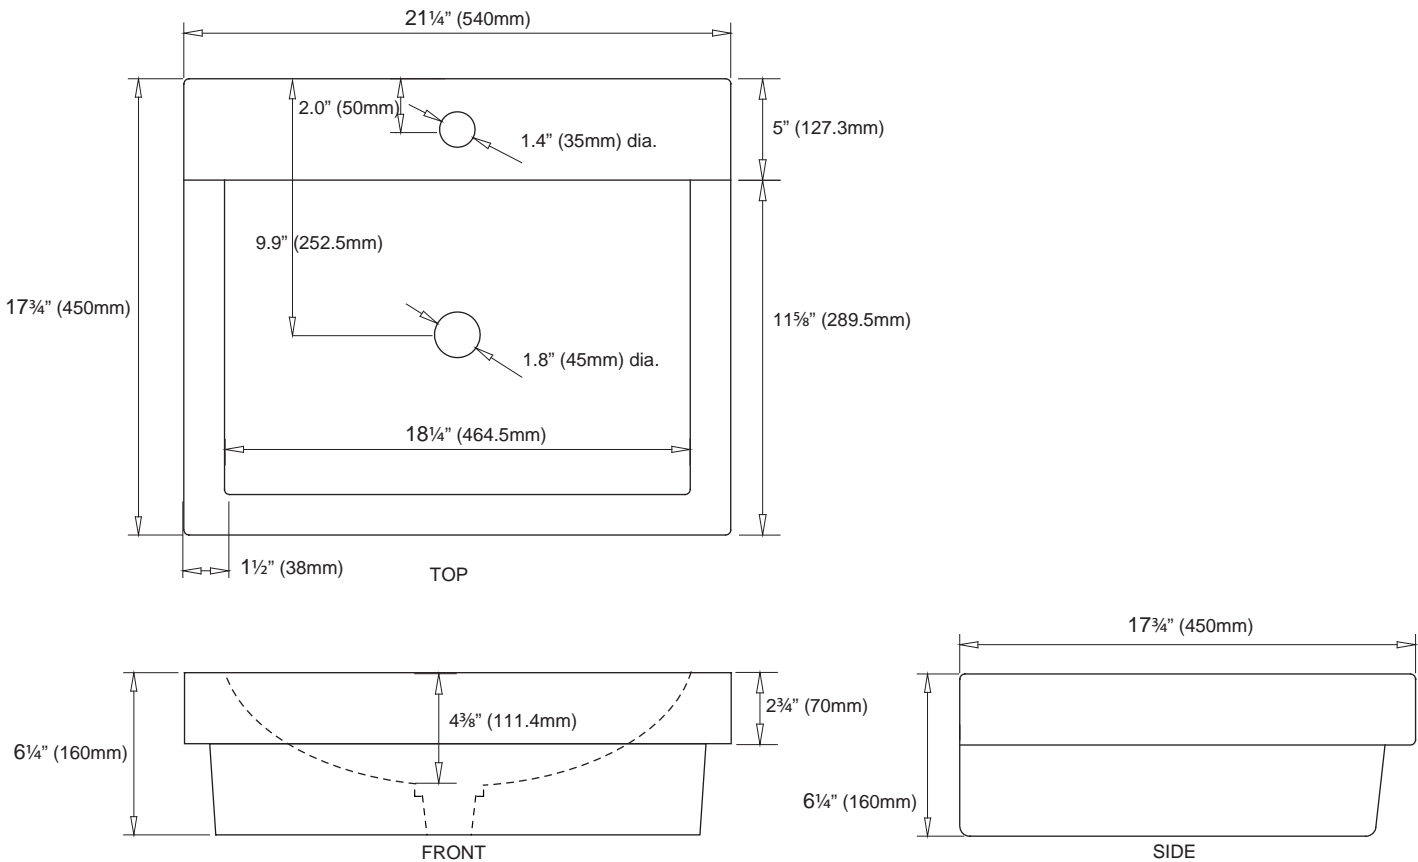 21¼” (540mm)
2.0” (50mm)
1.4” (35mm) dia.
5” (127.3mm)
9.9” (252.5mm)
17¾” (450mm)
11⅝” (289.5mm)
1.8” (45mm) dia.
18¼” (464.5mm)
1½” (38mm)
TOP
17¾” (450mm)
4⅜” (111.4mm)
2¾” (70mm)
6¼” (160mm)
6¼” (160mm)
FRONT
SIDE